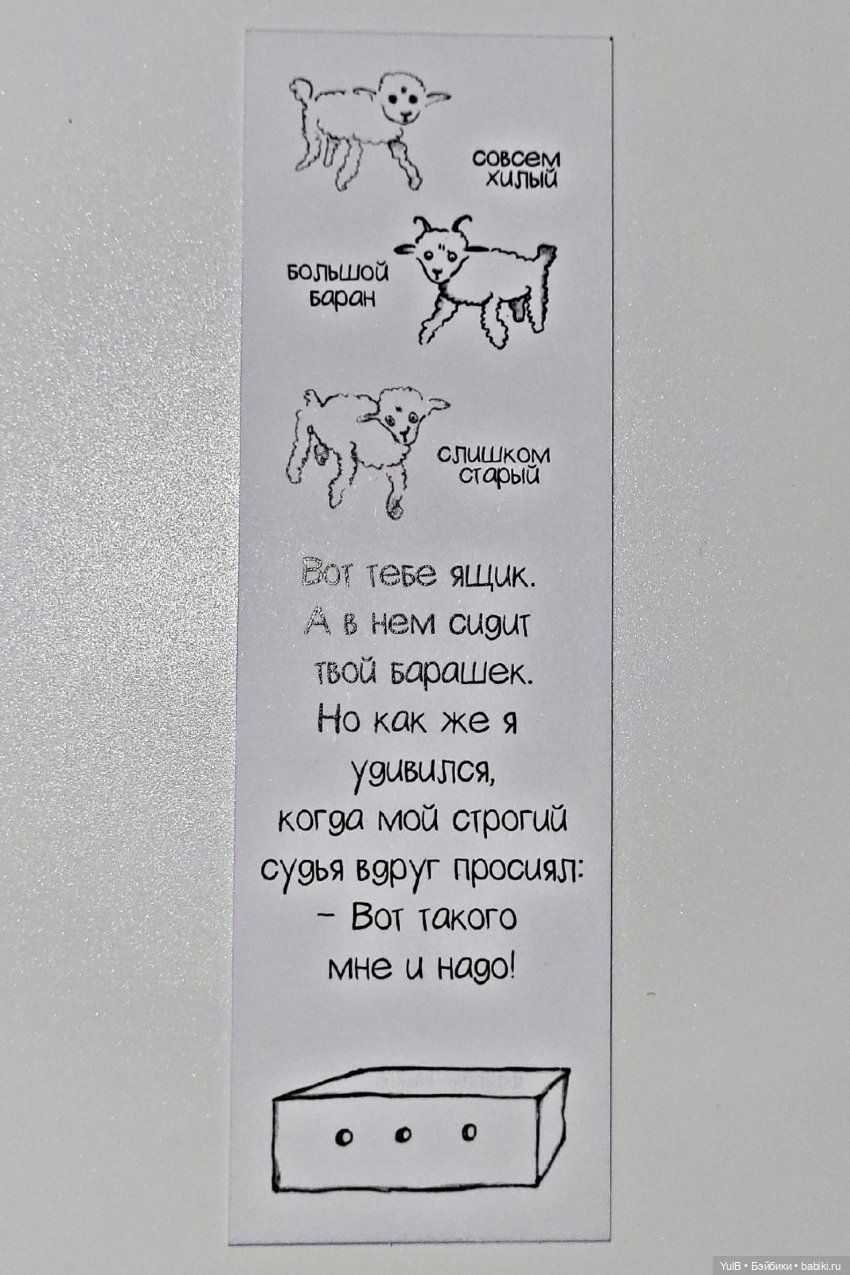 совсем
хилый
большой
баран
слишком
старый
Вот тебе ящик.
А в нем сидит
твой барашек.
Но как же я
удивился,
когда мой строгий
судья вдруг просиял:
– Вот такого
мне и надо!
YulB • Бэйбики • babiki.ru